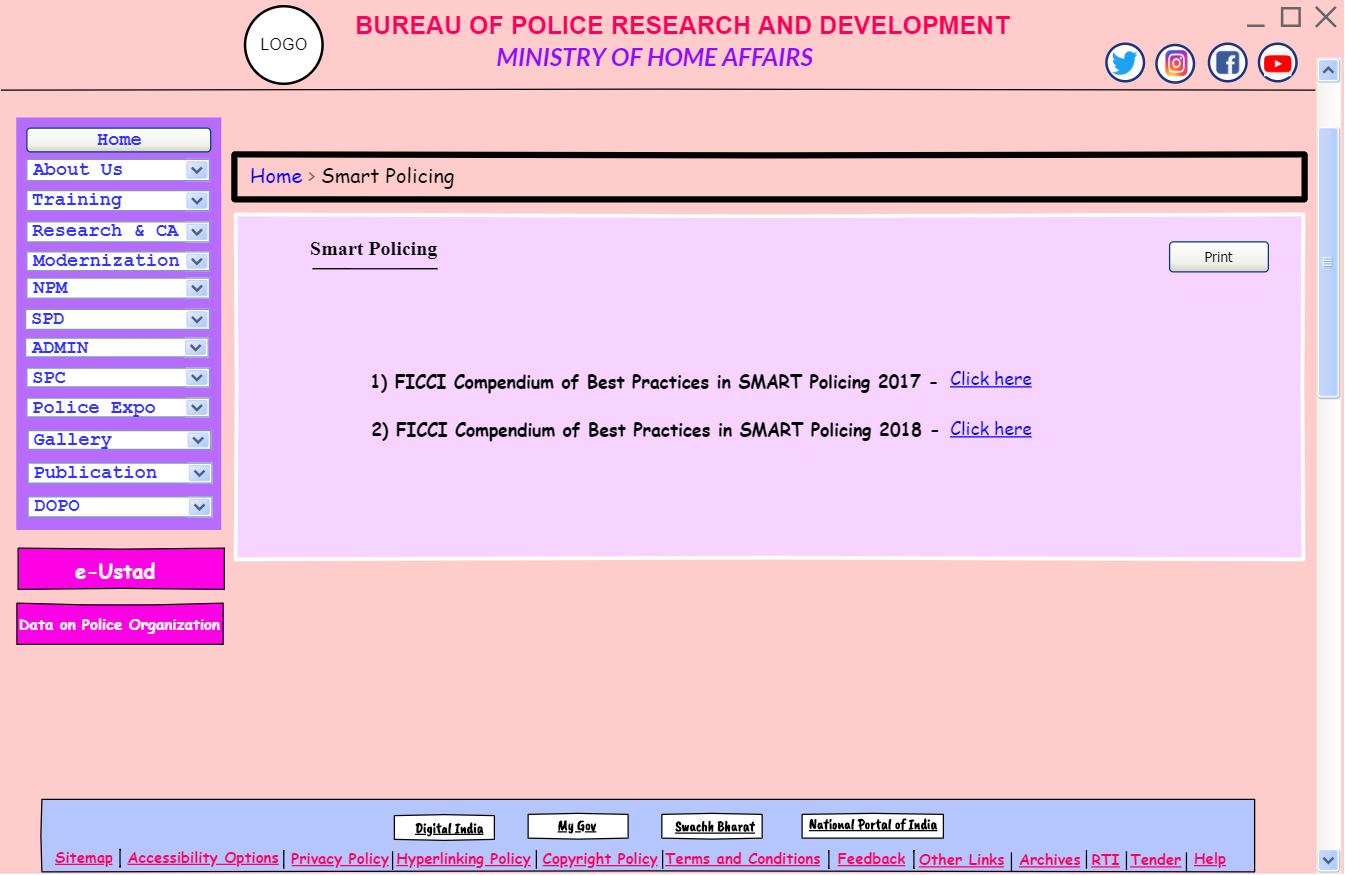 LOGO
BUREAU OF POLICE RESEARCH AND DEVELOPMENT
MINISTRY OF HOME AFFAIRS
Home
About Us
Training
Research & CA
Modernization
NPM
SPD
ADMIN
SPC
Police Expo
Gallery
Publication
DOPO
e-Ustad
Data on Police Organization
Home > Smart Policing
Smart Policing
Print
1) FICCI Compendium of Best Practices in SMART Policing 2017 - Click here
2) FICCI Compendium of Best Practices in SMART Policing 2018 - Click here
Digital India My Gov Swachh Bharat National Portal of India
Sitemap | Accessibility Options | Privacy Policy | Hyperlinking Policy | Copyright Policy | Terms and Conditions | Feedback | Other Links | Archives | RTI | Tender | Help